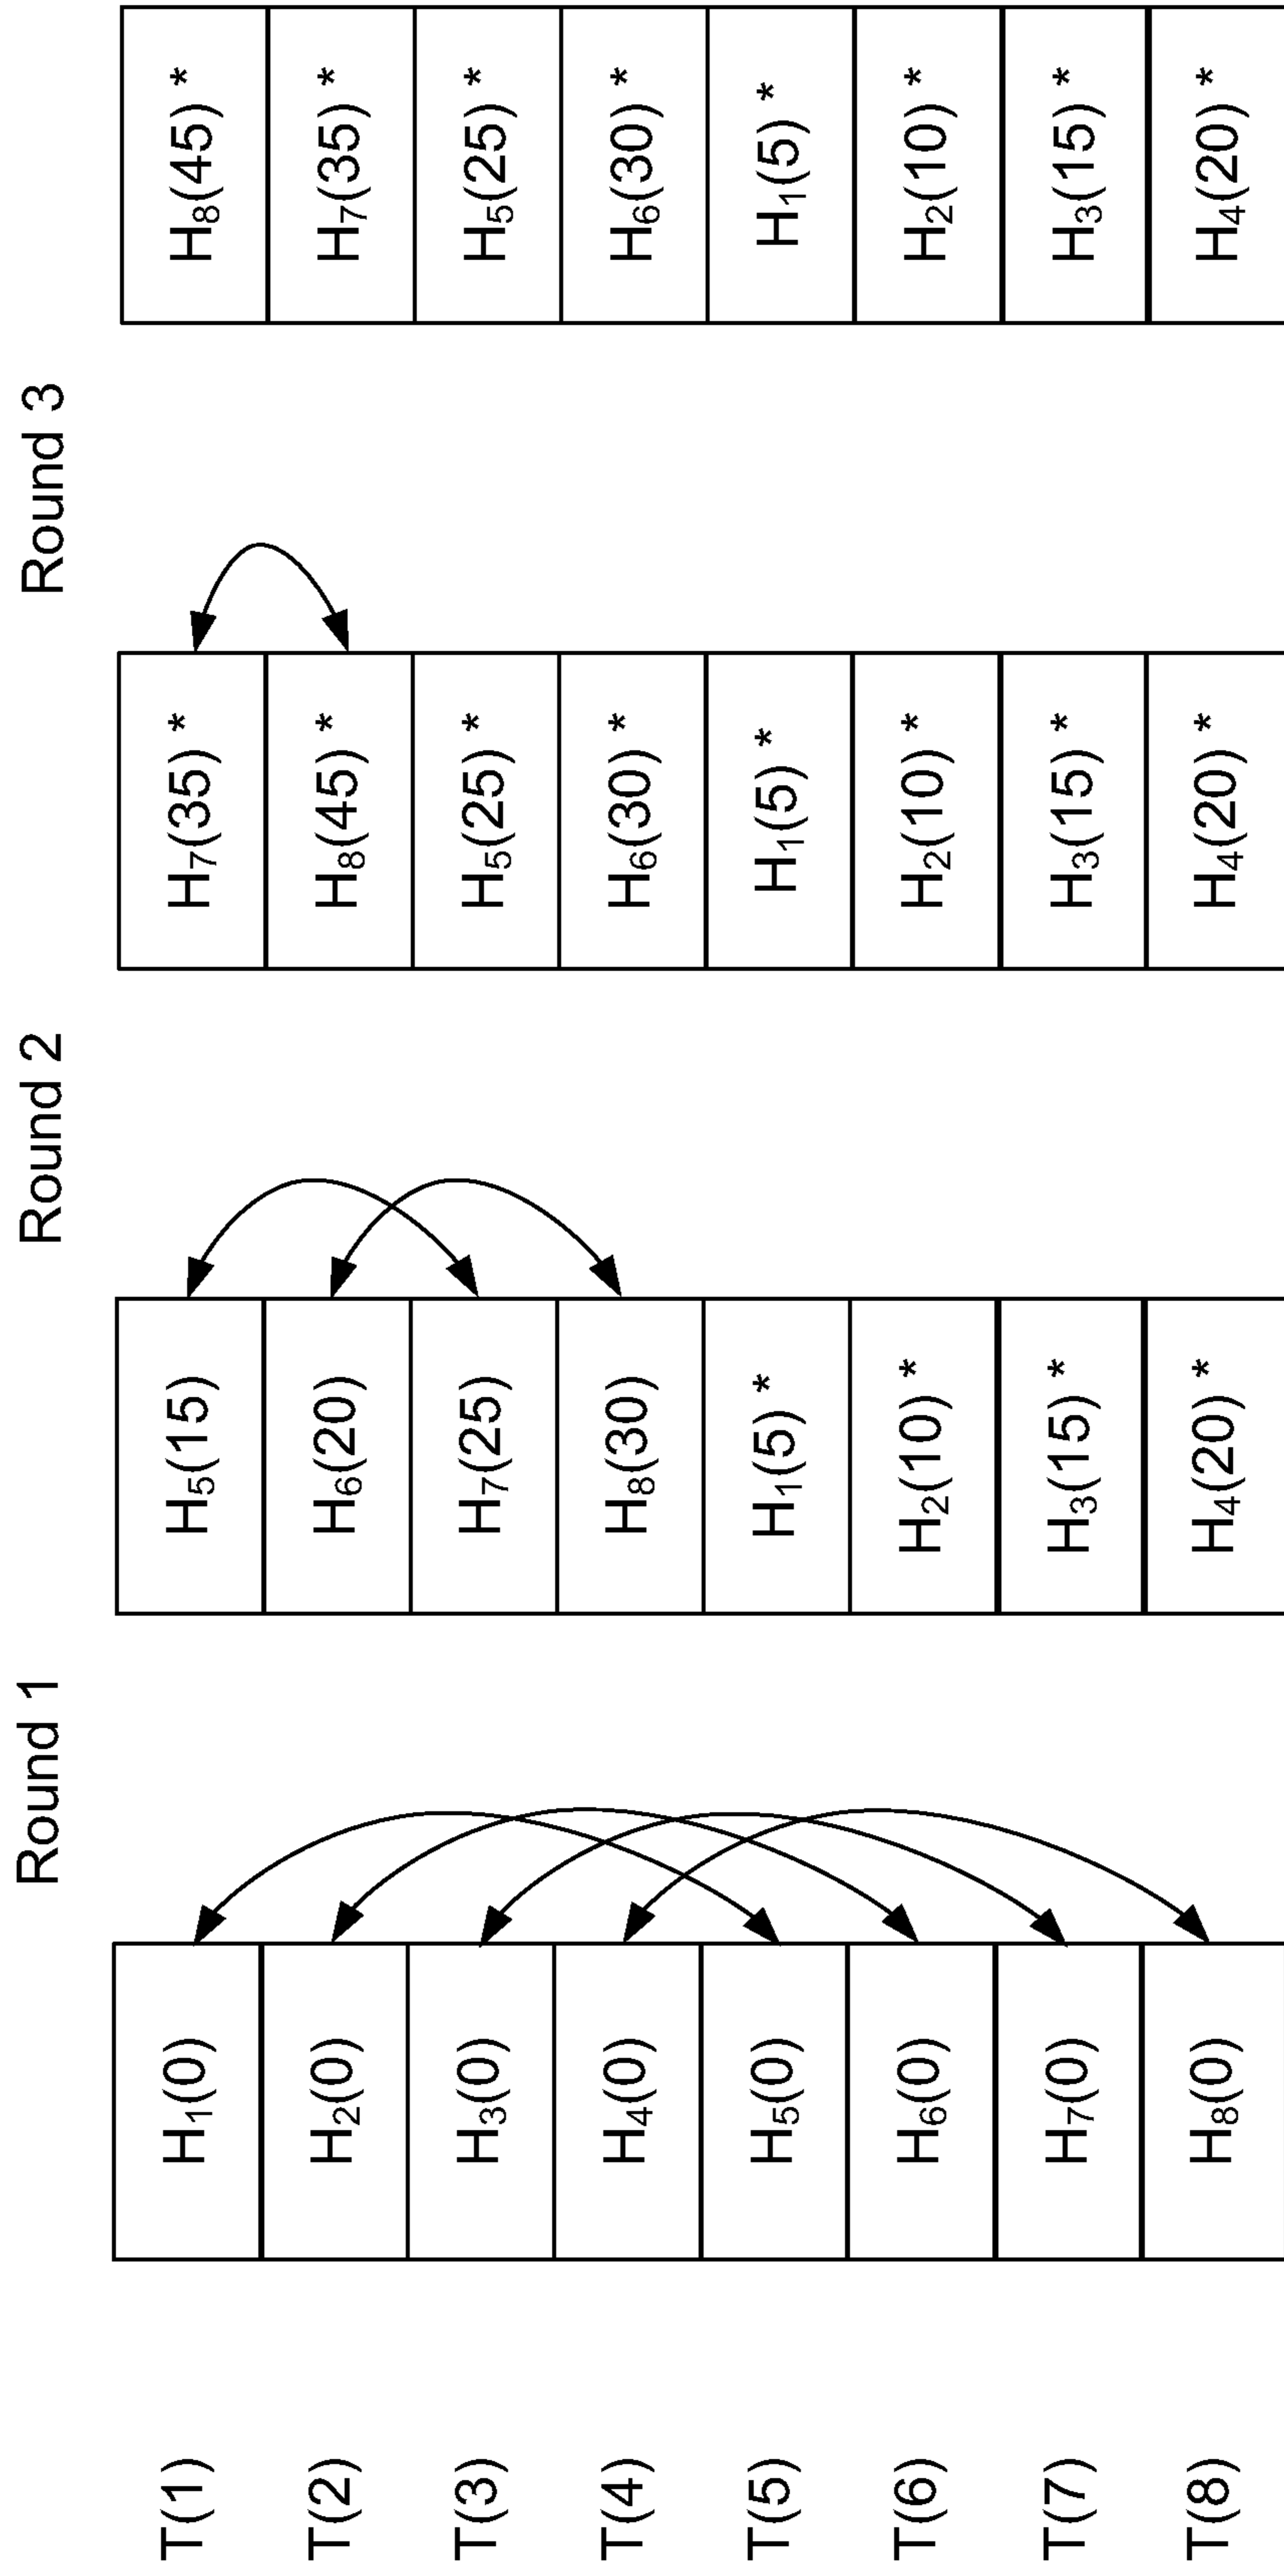 Round 1 Round 2 Round 3
T(1) H₁(0) H₅(15) H₇(35) * H₈(45) *
T(2) H₂(0) H₆(20) H₈(45) * H₇(35) *
T(3) H₃(0) H₇(25) H₅(25) * H₅(25) *
T(4) H₄(0) H₈(30) H₆(30) * H₆(30) *
T(5) H₅(0) H₁(5) * H₁(5) * H₁(5) *
T(6) H₆(0) H₂(10) * H₂(10) * H₂(10) *
T(7) H₇(0) H₃(15) * H₃(15) * H₃(15) *
T(8) H₈(0) H₄(20) * H₄(20) * H₄(20) *